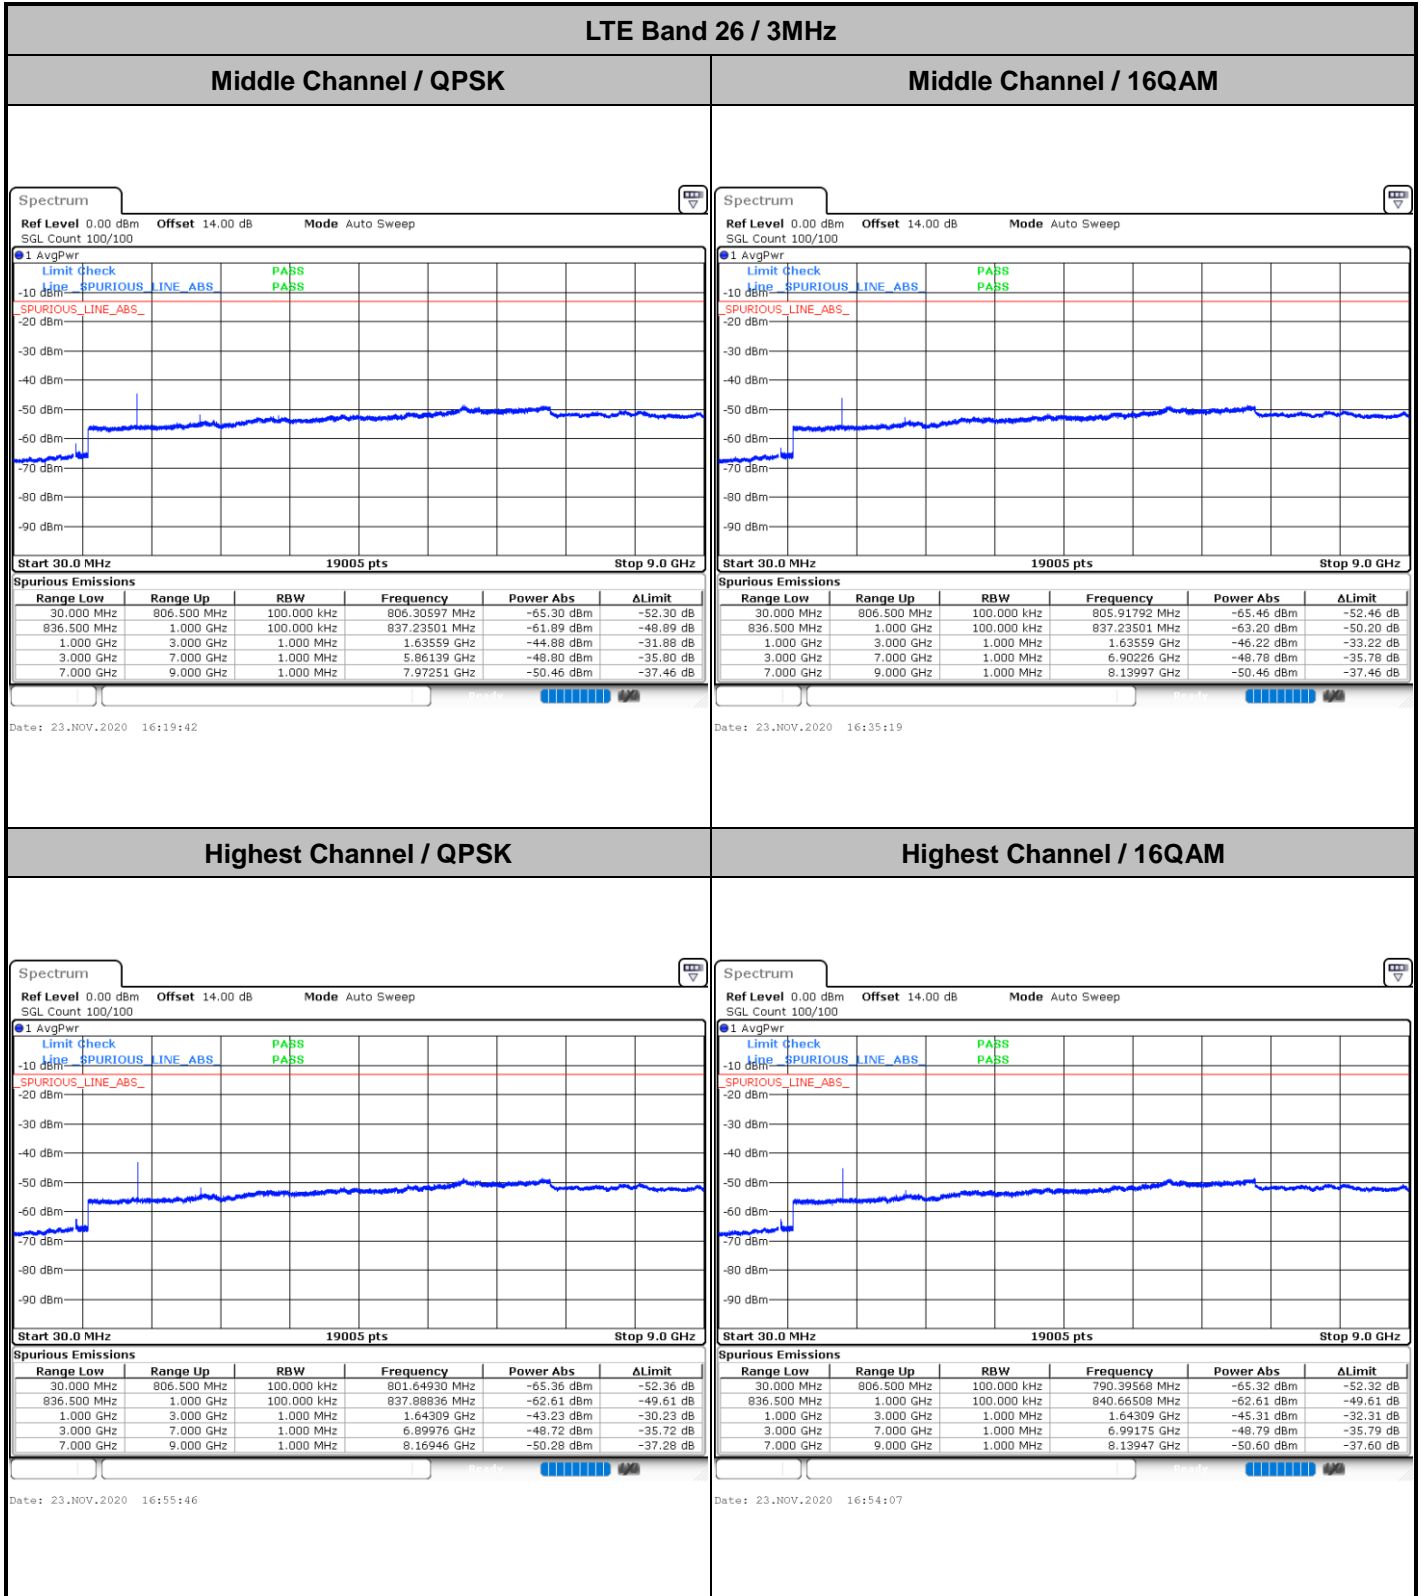 LTE Band 26 / 3MHz
Middle Channel / QPSK
Middle Channel / 16QAM
Spectrum
Ref Level 0.00 dBm Offset 14.00 dB Mode Auto Sweep
SGL Count 100/100
1 AvgPwr
Limit Check PASS
Line _SPURIOUS_LINE_ABS_ PASS
-10 dBm
_SPURIOUS_LINE_ABS_
-20 dBm
-30 dBm
-40 dBm
-50 dBm
-60 dBm
-70 dBm
-80 dBm
-90 dBm
Start 30.0 MHz 19005 pts Stop 9.0 GHz
Spurious Emissions
Range Low Range Up RBW Frequency Power Abs ΔLimit
30.000 MHz 806.500 MHz 100.000 kHz 806.30597 MHz -65.30 dBm -52.30 dB
836.500 MHz 1.000 GHz 100.000 kHz 837.23501 MHz -61.89 dBm -48.89 dB
1.000 GHz 3.000 GHz 1.000 MHz 1.63559 GHz -44.88 dBm -31.88 dB
3.000 GHz 7.000 GHz 1.000 MHz 5.86139 GHz -48.80 dBm -35.80 dB
7.000 GHz 9.000 GHz 1.000 MHz 7.97251 GHz -50.46 dBm -37.46 dB
Ready
Date: 23.NOV.2020 16:19:42
Spectrum
Ref Level 0.00 dBm Offset 14.00 dB Mode Auto Sweep
SGL Count 100/100
1 AvgPwr
Limit Check PASS
Line _SPURIOUS_LINE_ABS_ PASS
-10 dBm
_SPURIOUS_LINE_ABS_
-20 dBm
-30 dBm
-40 dBm
-50 dBm
-60 dBm
-70 dBm
-80 dBm
-90 dBm
Start 30.0 MHz 19005 pts Stop 9.0 GHz
Spurious Emissions
Range Low Range Up RBW Frequency Power Abs ΔLimit
30.000 MHz 806.500 MHz 100.000 kHz 805.91792 MHz -65.46 dBm -52.46 dB
836.500 MHz 1.000 GHz 100.000 kHz 837.23501 MHz -63.20 dBm -50.20 dB
1.000 GHz 3.000 GHz 1.000 MHz 1.63559 GHz -46.22 dBm -33.22 dB
3.000 GHz 7.000 GHz 1.000 MHz 6.90226 GHz -48.78 dBm -35.78 dB
7.000 GHz 9.000 GHz 1.000 MHz 8.13997 GHz -50.46 dBm -37.46 dB
Ready
Date: 23.NOV.2020 16:35:19
Highest Channel / QPSK
Highest Channel / 16QAM
Spectrum
Ref Level 0.00 dBm Offset 14.00 dB Mode Auto Sweep
SGL Count 100/100
1 AvgPwr
Limit Check PASS
Line _SPURIOUS_LINE_ABS_ PASS
-10 dBm
_SPURIOUS_LINE_ABS_
-20 dBm
-30 dBm
-40 dBm
-50 dBm
-60 dBm
-70 dBm
-80 dBm
-90 dBm
Start 30.0 MHz 19005 pts Stop 9.0 GHz
Spurious Emissions
Range Low Range Up RBW Frequency Power Abs ΔLimit
30.000 MHz 806.500 MHz 100.000 kHz 801.64930 MHz -65.36 dBm -52.36 dB
836.500 MHz 1.000 GHz 100.000 kHz 837.88836 MHz -62.61 dBm -49.61 dB
1.000 GHz 3.000 GHz 1.000 MHz 1.64309 GHz -43.23 dBm -30.23 dB
3.000 GHz 7.000 GHz 1.000 MHz 6.89976 GHz -48.72 dBm -35.72 dB
7.000 GHz 9.000 GHz 1.000 MHz 8.16946 GHz -50.28 dBm -37.28 dB
Ready
Date: 23.NOV.2020 16:55:46
Spectrum
Ref Level 0.00 dBm Offset 14.00 dB Mode Auto Sweep
SGL Count 100/100
1 AvgPwr
Limit Check PASS
Line _SPURIOUS_LINE_ABS_ PASS
-10 dBm
_SPURIOUS_LINE_ABS_
-20 dBm
-30 dBm
-40 dBm
-50 dBm
-60 dBm
-70 dBm
-80 dBm
-90 dBm
Start 30.0 MHz 19005 pts Stop 9.0 GHz
Spurious Emissions
Range Low Range Up RBW Frequency Power Abs ΔLimit
30.000 MHz 806.500 MHz 100.000 kHz 790.39568 MHz -65.32 dBm -52.32 dB
836.500 MHz 1.000 GHz 100.000 kHz 840.66508 MHz -62.61 dBm -49.61 dB
1.000 GHz 3.000 GHz 1.000 MHz 1.64309 GHz -45.31 dBm -32.31 dB
3.000 GHz 7.000 GHz 1.000 MHz 6.99175 GHz -48.79 dBm -35.79 dB
7.000 GHz 9.000 GHz 1.000 MHz 8.13947 GHz -50.60 dBm -37.60 dB
Ready
Date: 23.NOV.2020 16:54:07